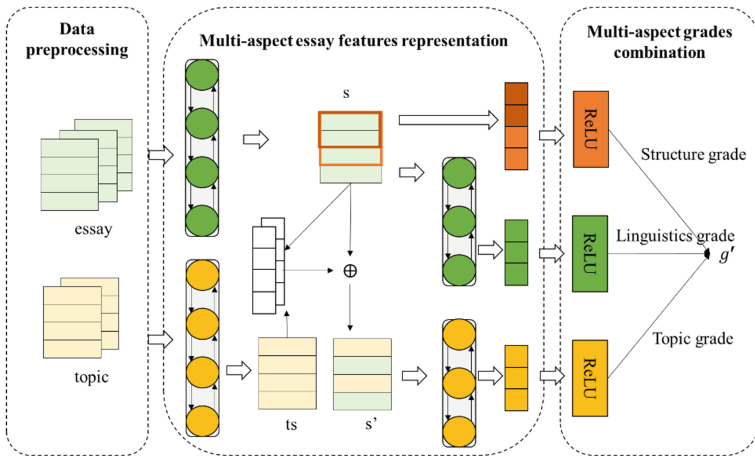 Data
preprocessing
essay
topic
Multi-aspect essay features representation
s
⊕
ts
s’
Multi-aspect grades
combination
ReLU
Structure grade
ReLU
Linguistics grade
g′
ReLU
Topic grade